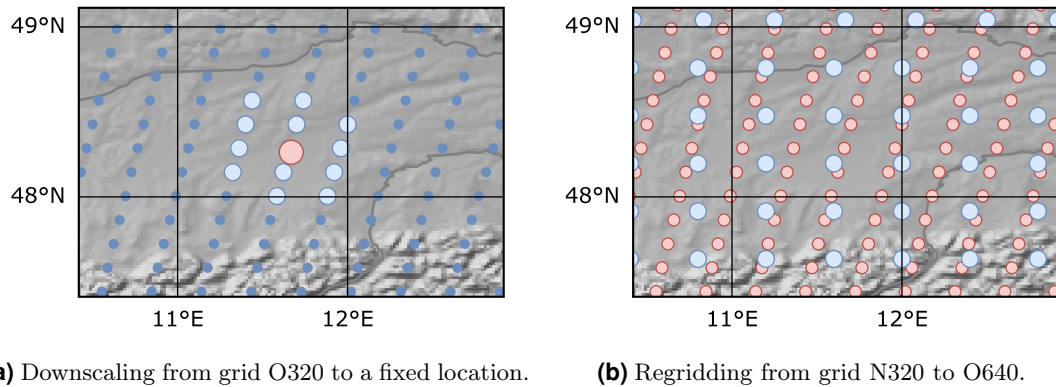 49°N
48°N
11°E 12°E
49°N
48°N
11°E 12°E
) Downscaling from grid O320 to a fixed location.
(b) Regridding from grid N320 to O640.